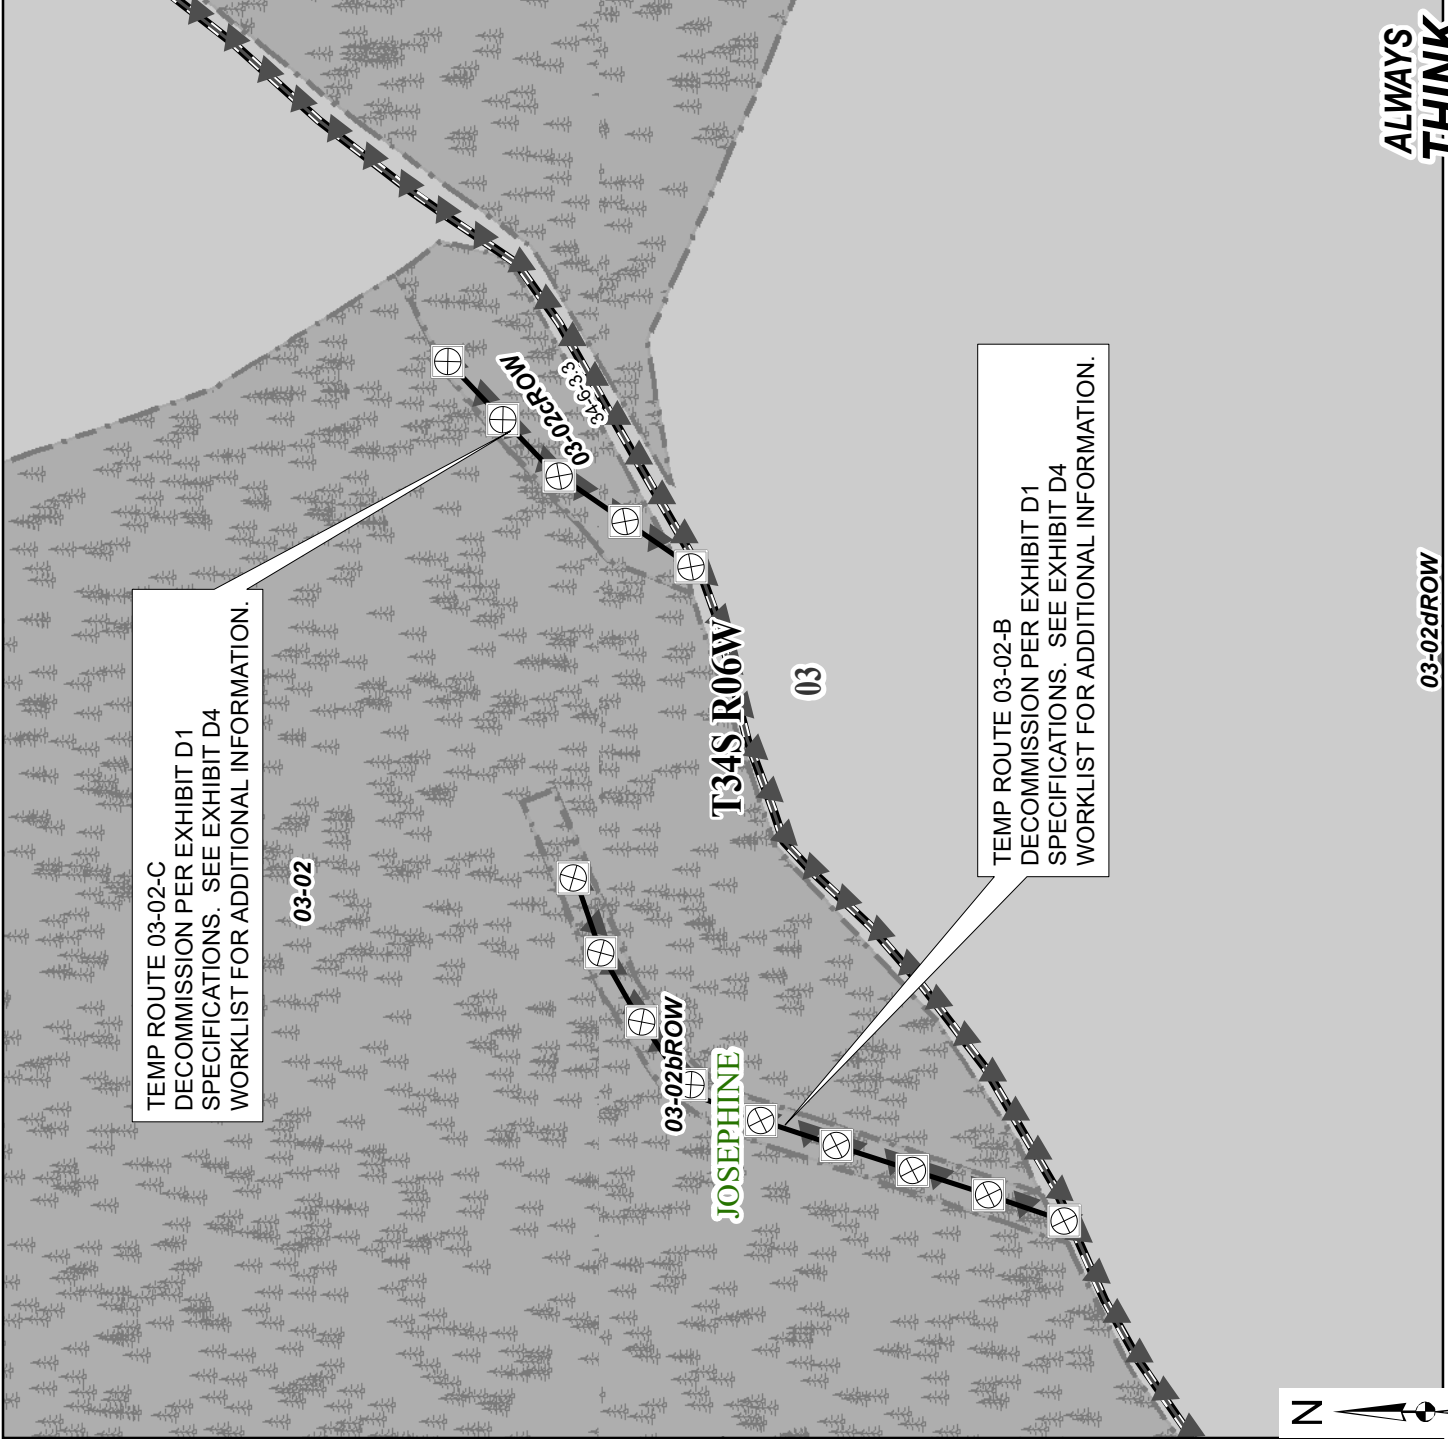 TEMP ROUTE 03-02-C
DECOMMISSION PER EXHIBIT D1
SPECIFICATIONS. SEE EXHIBIT D4
WORKLIST FOR ADDITIONAL INFORMATION.
03-02
03-02cROW
34-6-3.3
03-02bROW
JOSEPHINE
T34S R06W
03
TEMP ROUTE 03-02-B
DECOMMISSION PER EXHIBIT D1
SPECIFICATIONS. SEE EXHIBIT D4
WORKLIST FOR ADDITIONAL INFORMATION.
03-02dROW
ALWAYS
THINK
N